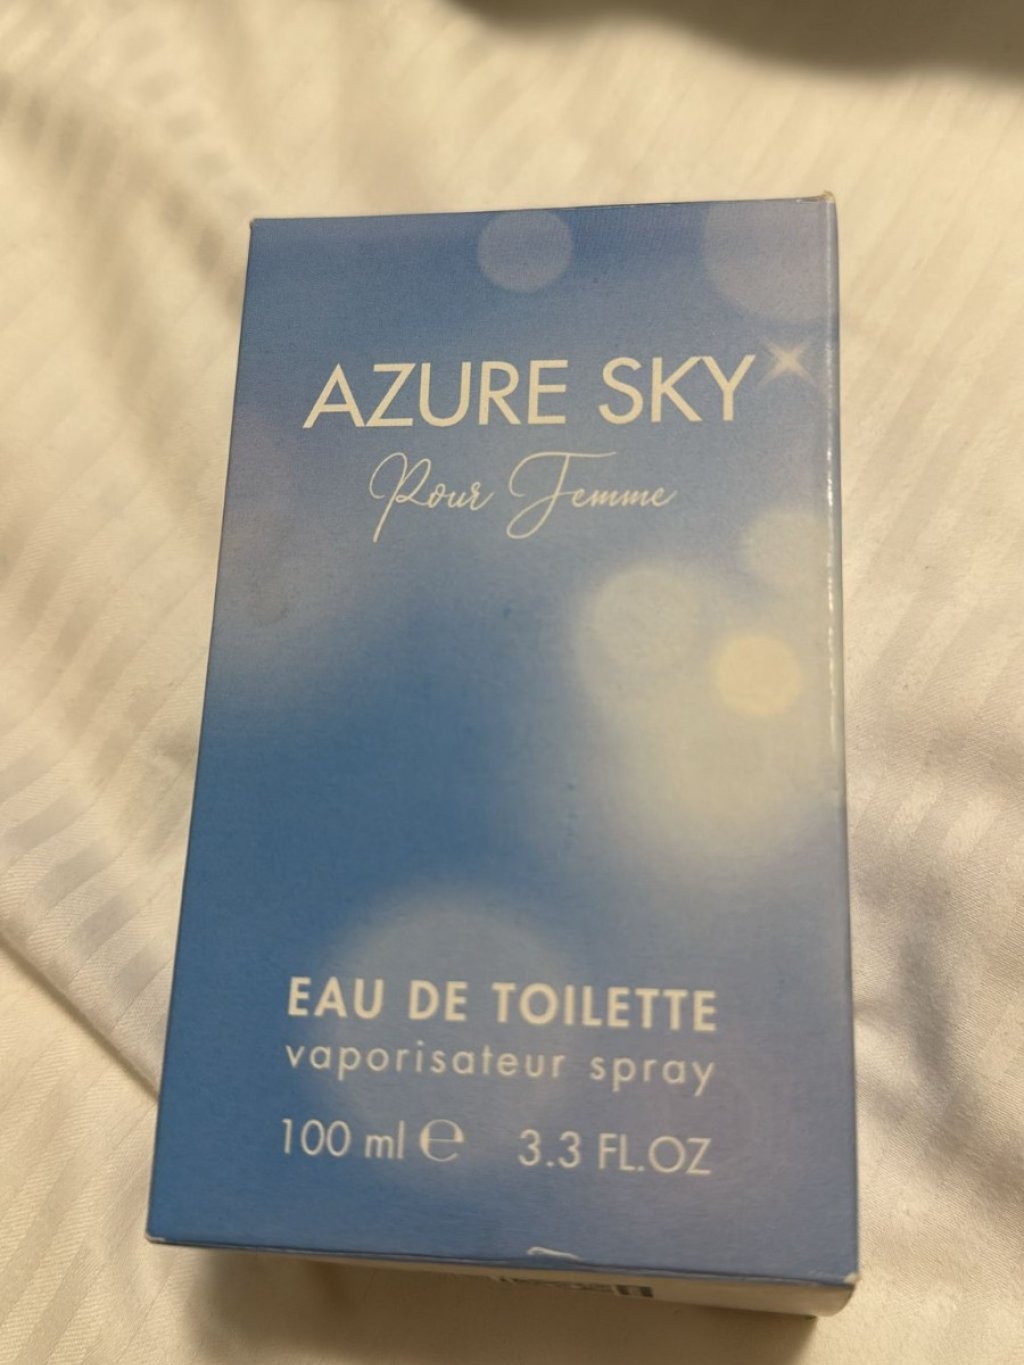 AZURE SKY
Pour Femme
EAU DE TOILETTE
vaporisateur spray
100 ml ℮ 3.3 FL.OZ